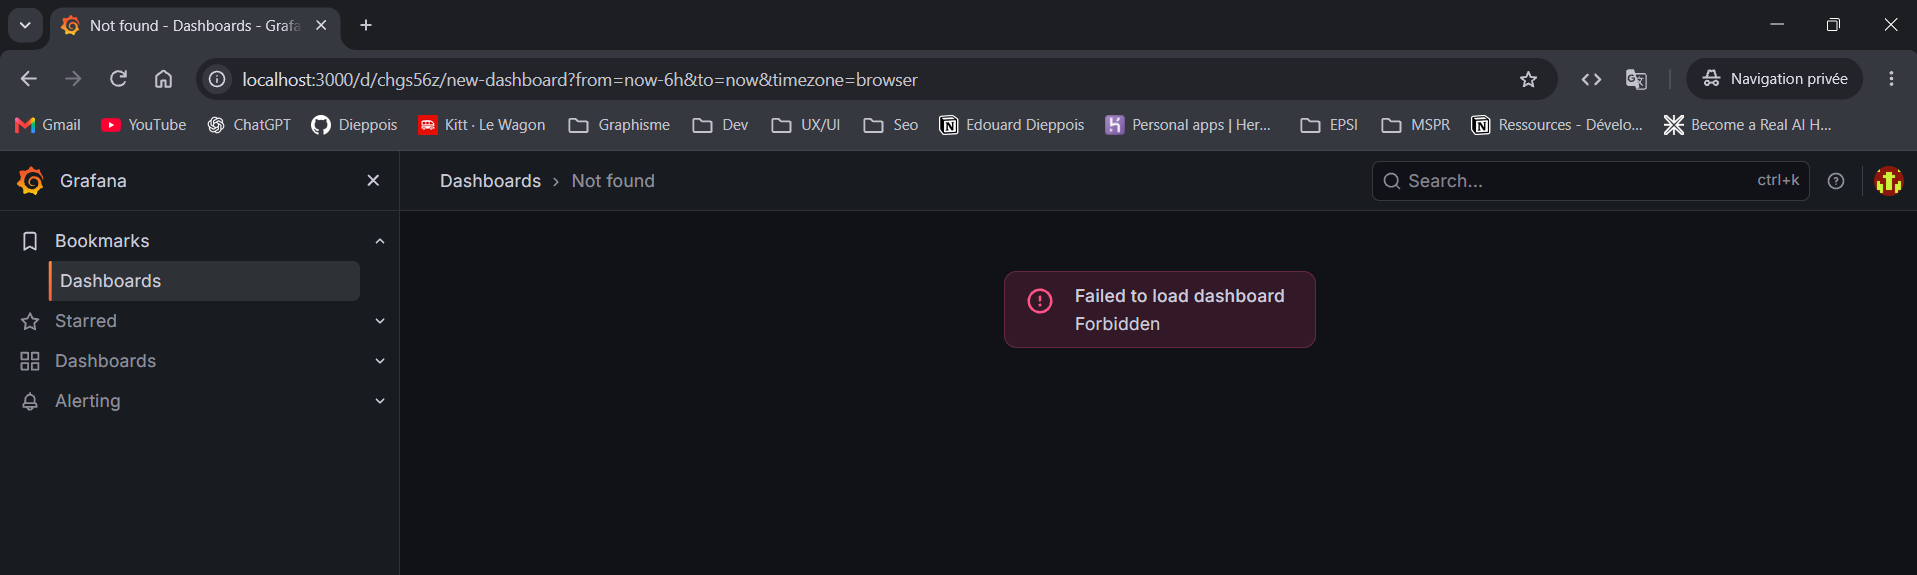 Not found - Dashboards - Grafa
localhost:3000/d/chgs56z/new-dashboard?from=now-6h&to=now&timezone=browser
Navigation privée
Gmail YouTube ChatGPT Dieppois Kitt · Le Wagon Graphisme Dev UX/UI Seo Edouard Dieppois Personal apps | Her... EPSI MSPR Ressources - Dévelo... Become a Real AI H...
Grafana
Dashboards › Not found
Search... ctrl+k
Bookmarks
Dashboards
Starred
Dashboards
Alerting
Failed to load dashboard
Forbidden